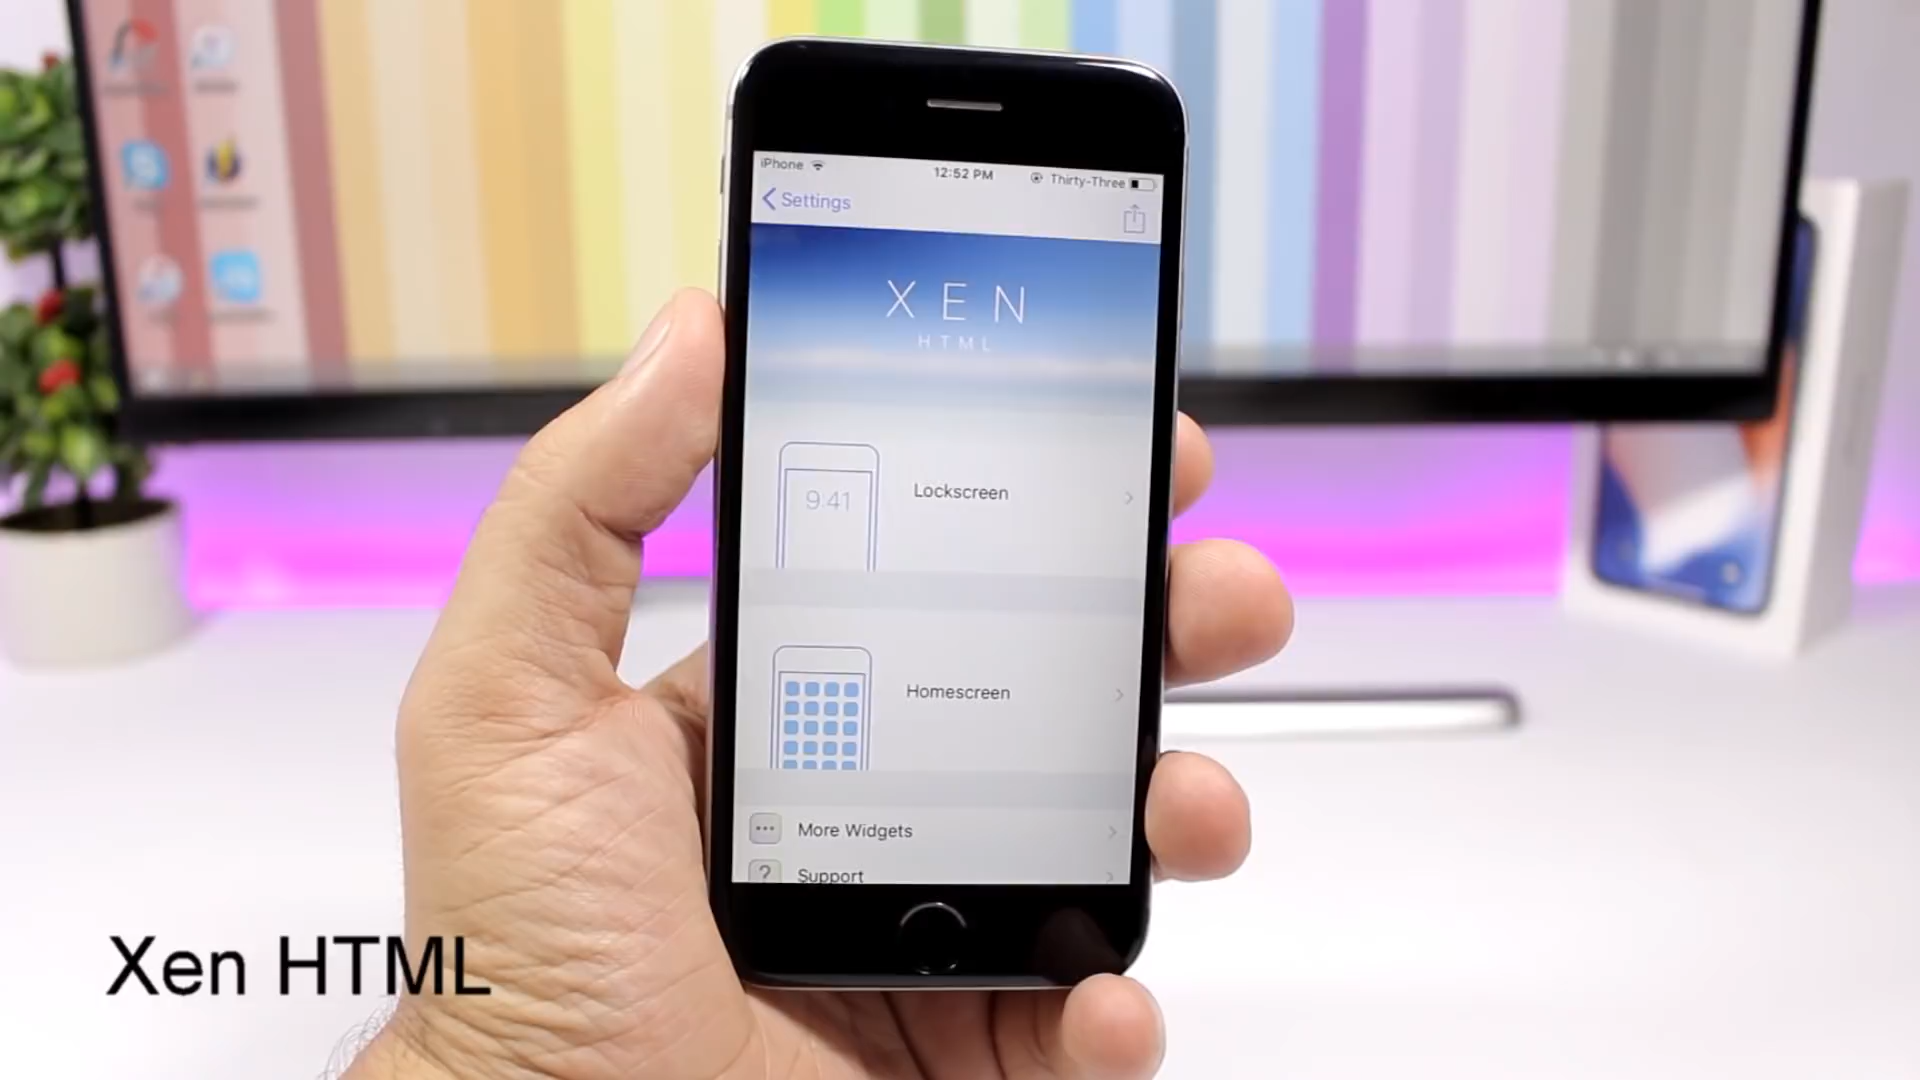 iPhone
12:52 PM
Thirty-Three
Settings
XEN
HTML
9:41
Lockscreen
Homescreen
More Widgets
?
Support
Xen HTML